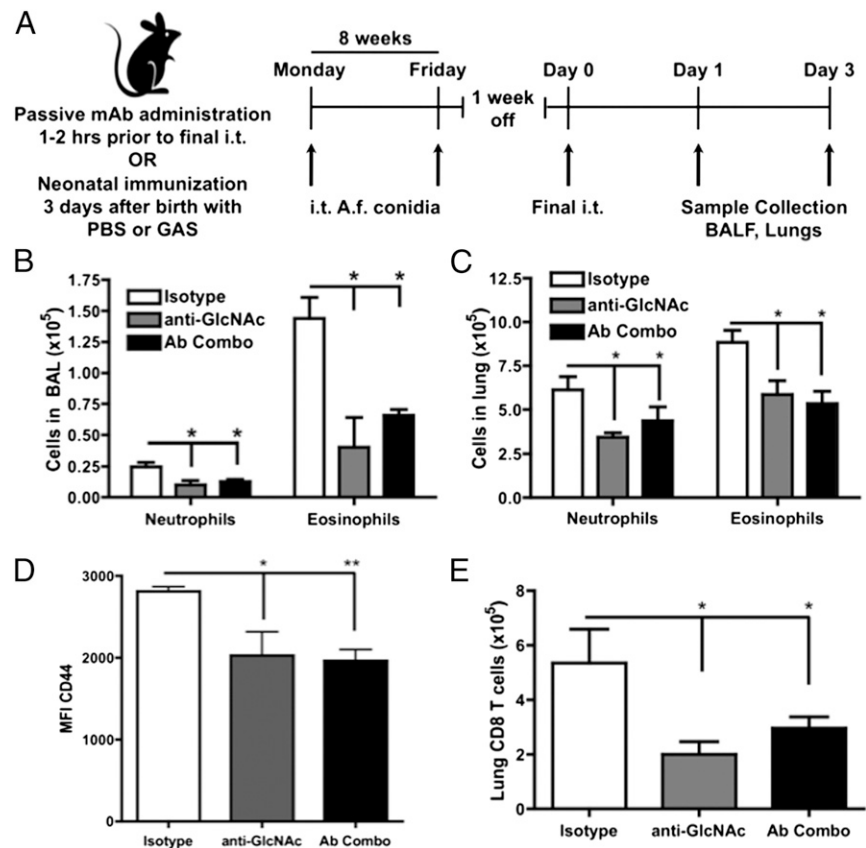 A
8 weeks
Monday Friday Day 0 Day 1 Day 3
1 week
off
Passive mAb administration
1-2 hrs prior to final i.t.
OR
Neonatal immunization
3 days after birth with
PBS or GAS
i.t. A.f. conidia Final i.t. Sample Collection
BALF, Lungs
B
Cells in BAL (x10⁵)
1.75
1.50
1.25
1.00
0.75
0.50
0.25
0.00
Isotype
anti-GlcNAc
Ab Combo
* *
* *
Neutrophils Eosinophils
C
Cells in lung (x10⁵)
12.5
10.0
7.5
5.0
2.5
0.0
Isotype
anti-GlcNAc
Ab Combo
* *
* *
Neutrophils Eosinophils
D
MFI CD44
3000
2000
1000
0
* **
Isotype anti-GlcNAc Ab Combo
E
Lung CD8 T cells (x10⁵)
8
6
4
2
0
* *
Isotype anti-GlcNAc Ab Combo